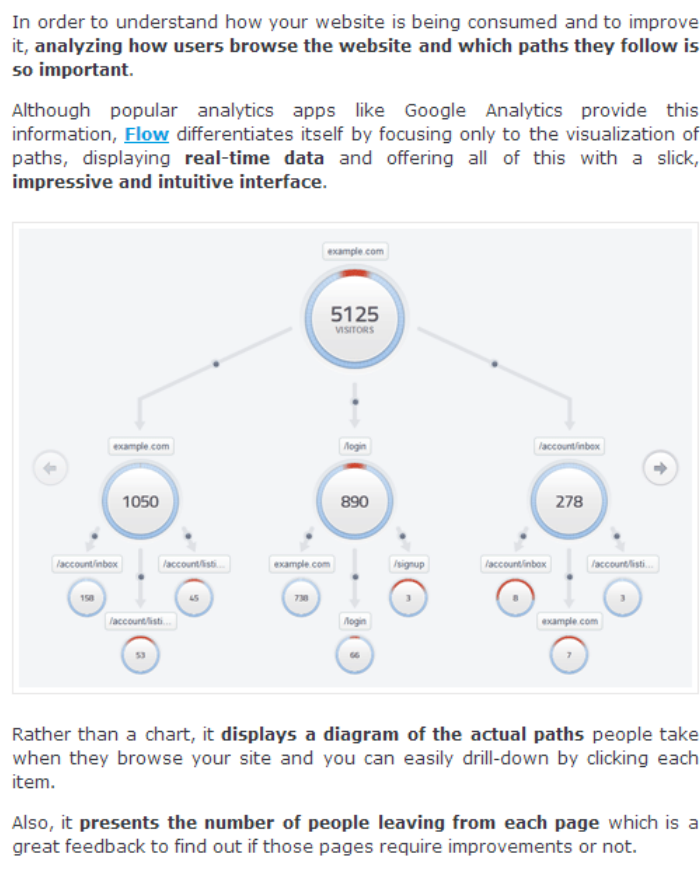 In order to understand how your website is being consumed and to improve
it, analyzing how users browse the website and which paths they follow is
so important.
Although popular analytics apps like Google Analytics provide this
information, Flow differentiates itself by focusing only to the visualization of
paths, displaying real-time data and offering all of this with a slick,
impressive and intuitive interface.
example.com
5125
VISITORS
example.com
/login
/account/inbox
1050
890
278
/account/inbox
/account/listi...
example.com
/signup
/account/inbox
/account/listi...
158
45
738
3
8
3
/account/listi...
/login
example.com
53
66
7
Rather than a chart, it displays a diagram of the actual paths people take
when they browse your site and you can easily drill-down by clicking each
item.
Also, it presents the number of people leaving from each page which is a
great feedback to find out if those pages require improvements or not.